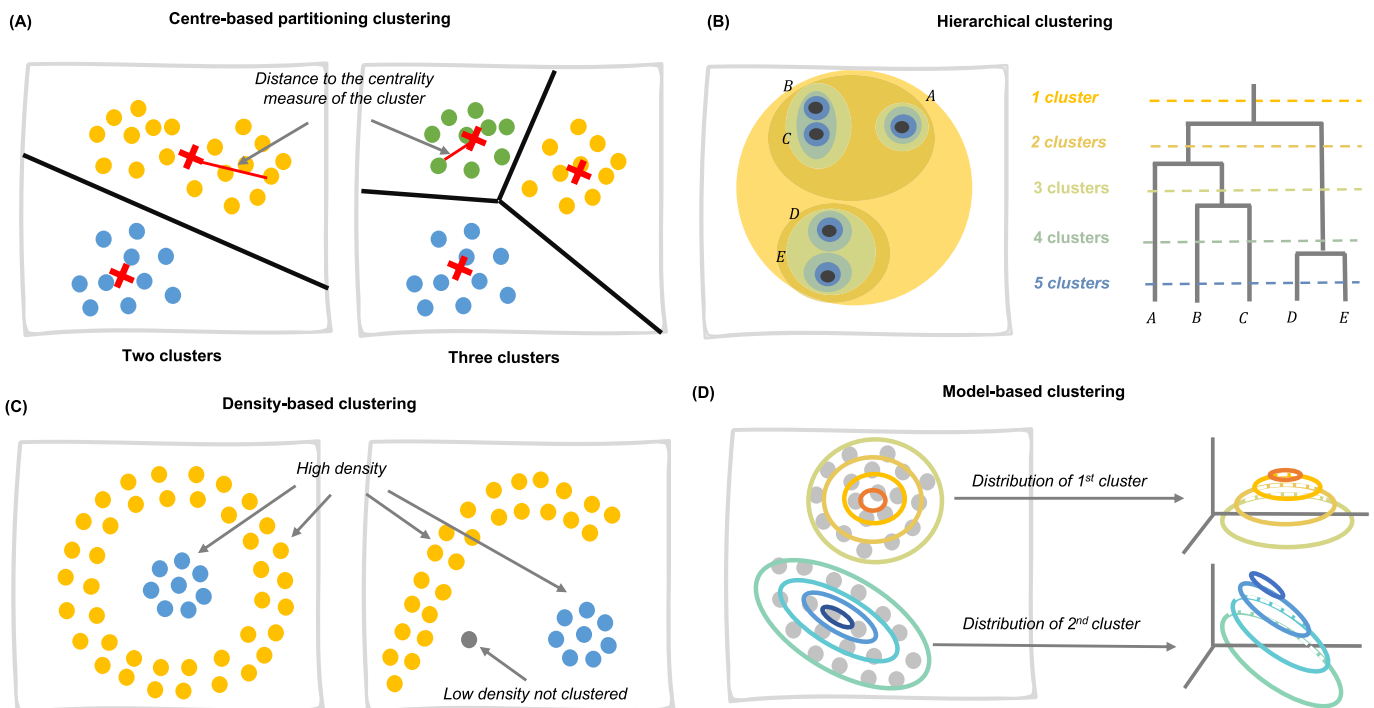 (A)
Centre-based partitioning clustering
Distance to the centrality
measure of the cluster
Two clusters
Three clusters
(B)
Hierarchical clustering
B
A
C
D
E
1 cluster
2 clusters
3 clusters
4 clusters
5 clusters
A B C D E
(C)
Density-based clustering
High density
Low density not clustered
(D)
Model-based clustering
Distribution of 1st cluster
Distribution of 2nd cluster